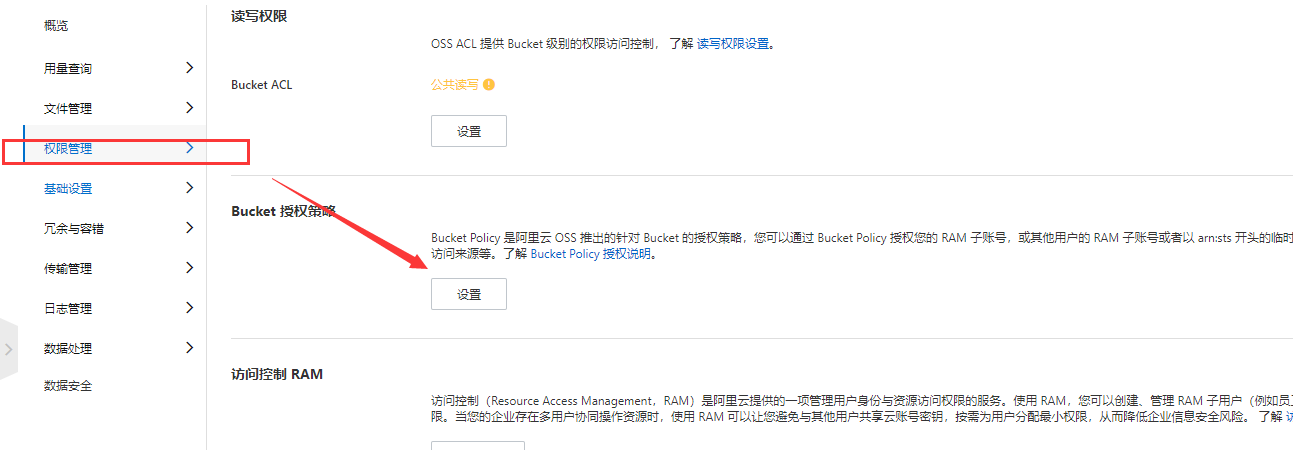 概览
用量查询
文件管理
权限管理
基础设置
冗余与容错
传输管理
日志管理
数据处理
数据安全
读写权限
OSS ACL 提供 Bucket 级别的权限访问控制， 了解 读写权限设置。
Bucket ACL
公共读写
设置
Bucket 授权策略
Bucket Policy 是阿里云 OSS 推出的针对 Bucket 的授权策略，您可以通过 Bucket Policy 授权您的 RAM 子账号，或其他用户的 RAM 子账号或者以 arn:sts 开头的临时
访问来源等。了解 Bucket Policy 授权说明。
设置
访问控制 RAM
访问控制（Resource Access Management，RAM）是阿里云提供的一项管理用户身份与资源访问权限的服务。使用 RAM，您可以创建、管理 RAM 子用户（例如员
限。当您的企业存在多用户协同操作资源时，使用 RAM 可以让您避免与其他用户共享云账号密钥，按需为用户分配最小权限，从而降低企业信息安全风险。 了解 访